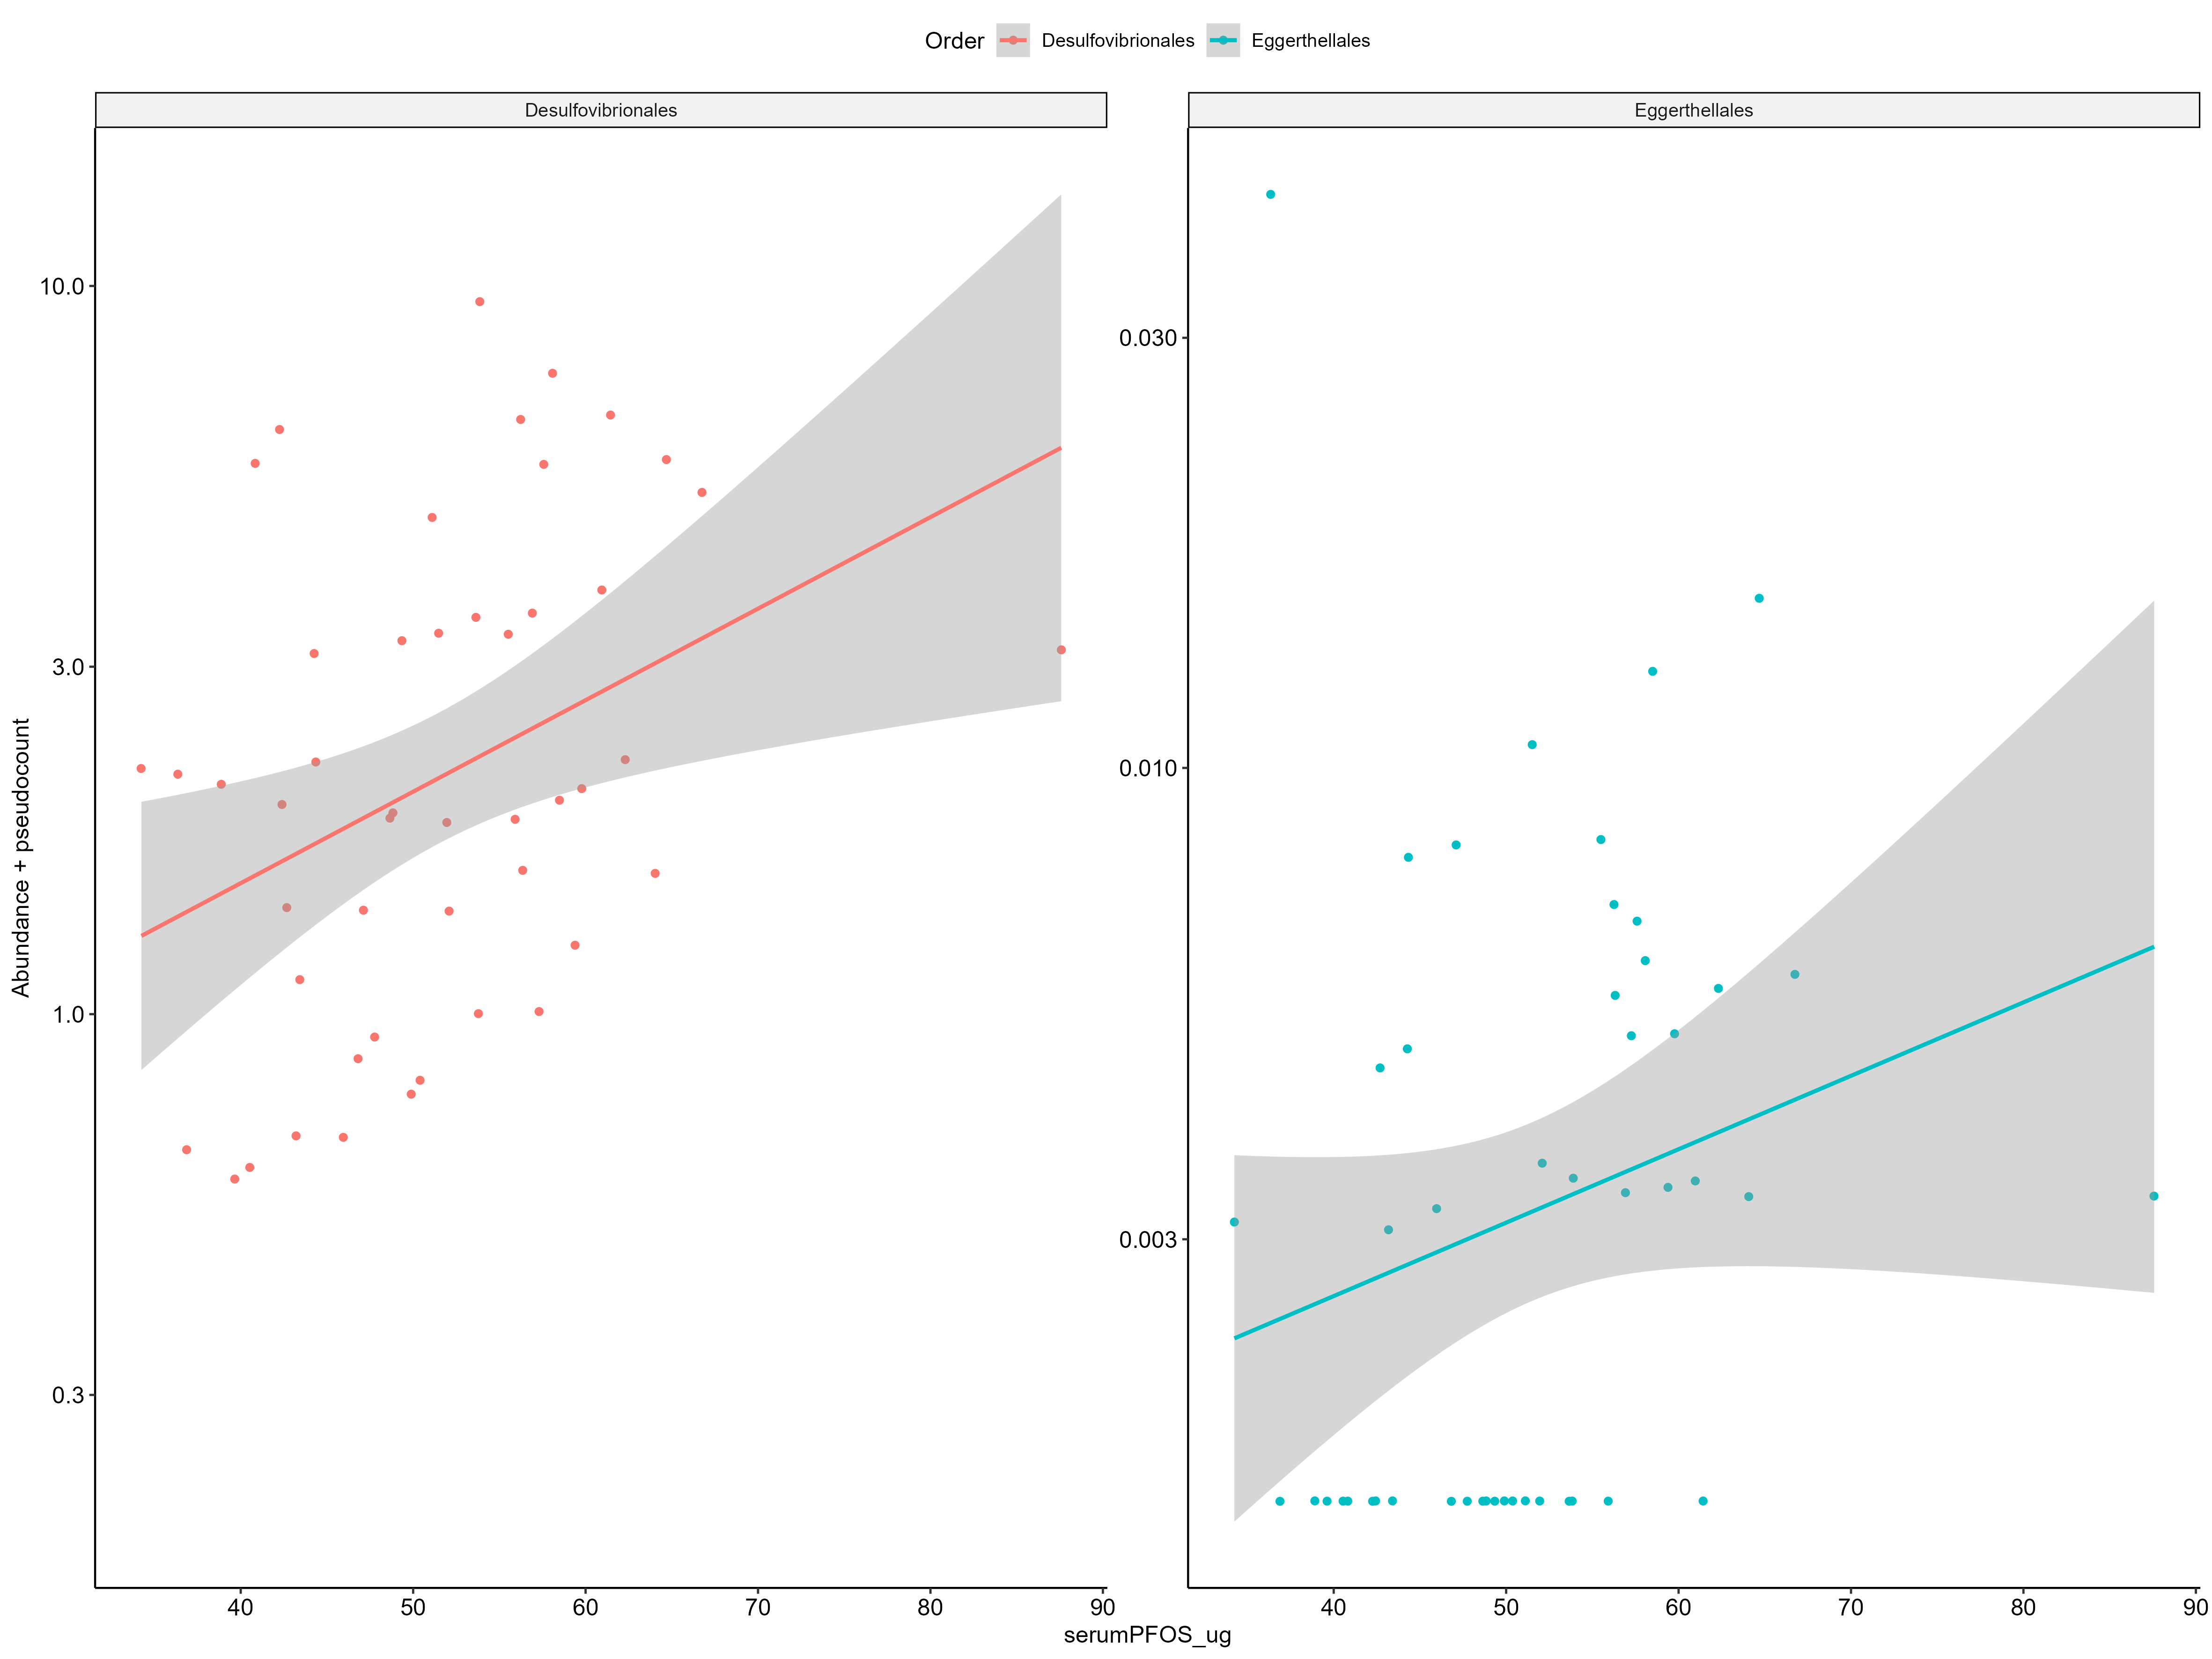 Order Desulfovibrionales Eggerthellales
Desulfovibrionales
Eggerthellales
Abundance + pseudocount
10.0
3.0
1.0
0.3
0.030
0.010
0.003
40 50 60 70 80 90
40 50 60 70 80 90
serumPFOS_ug